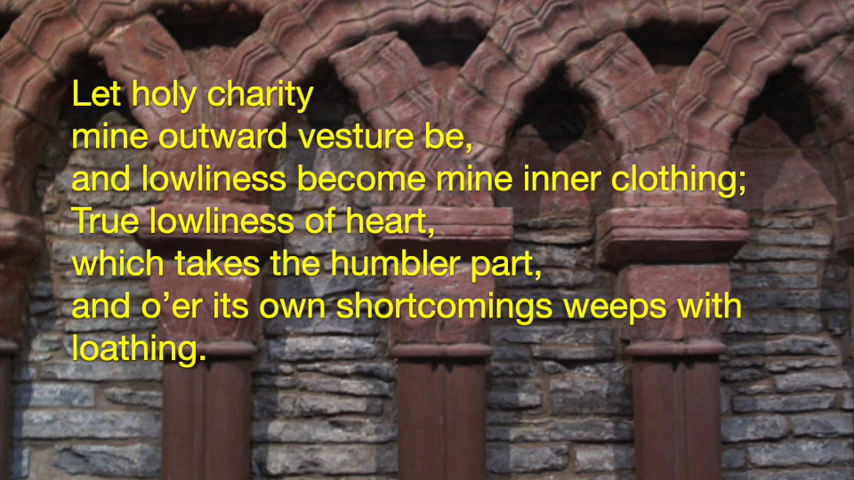 Let holy charity
mine outward vesture be,
and lowliness become mine inner clothing;
True lowliness of heart,
which takes the humbler part,
and o’er its own shortcomings weeps with
loathing.